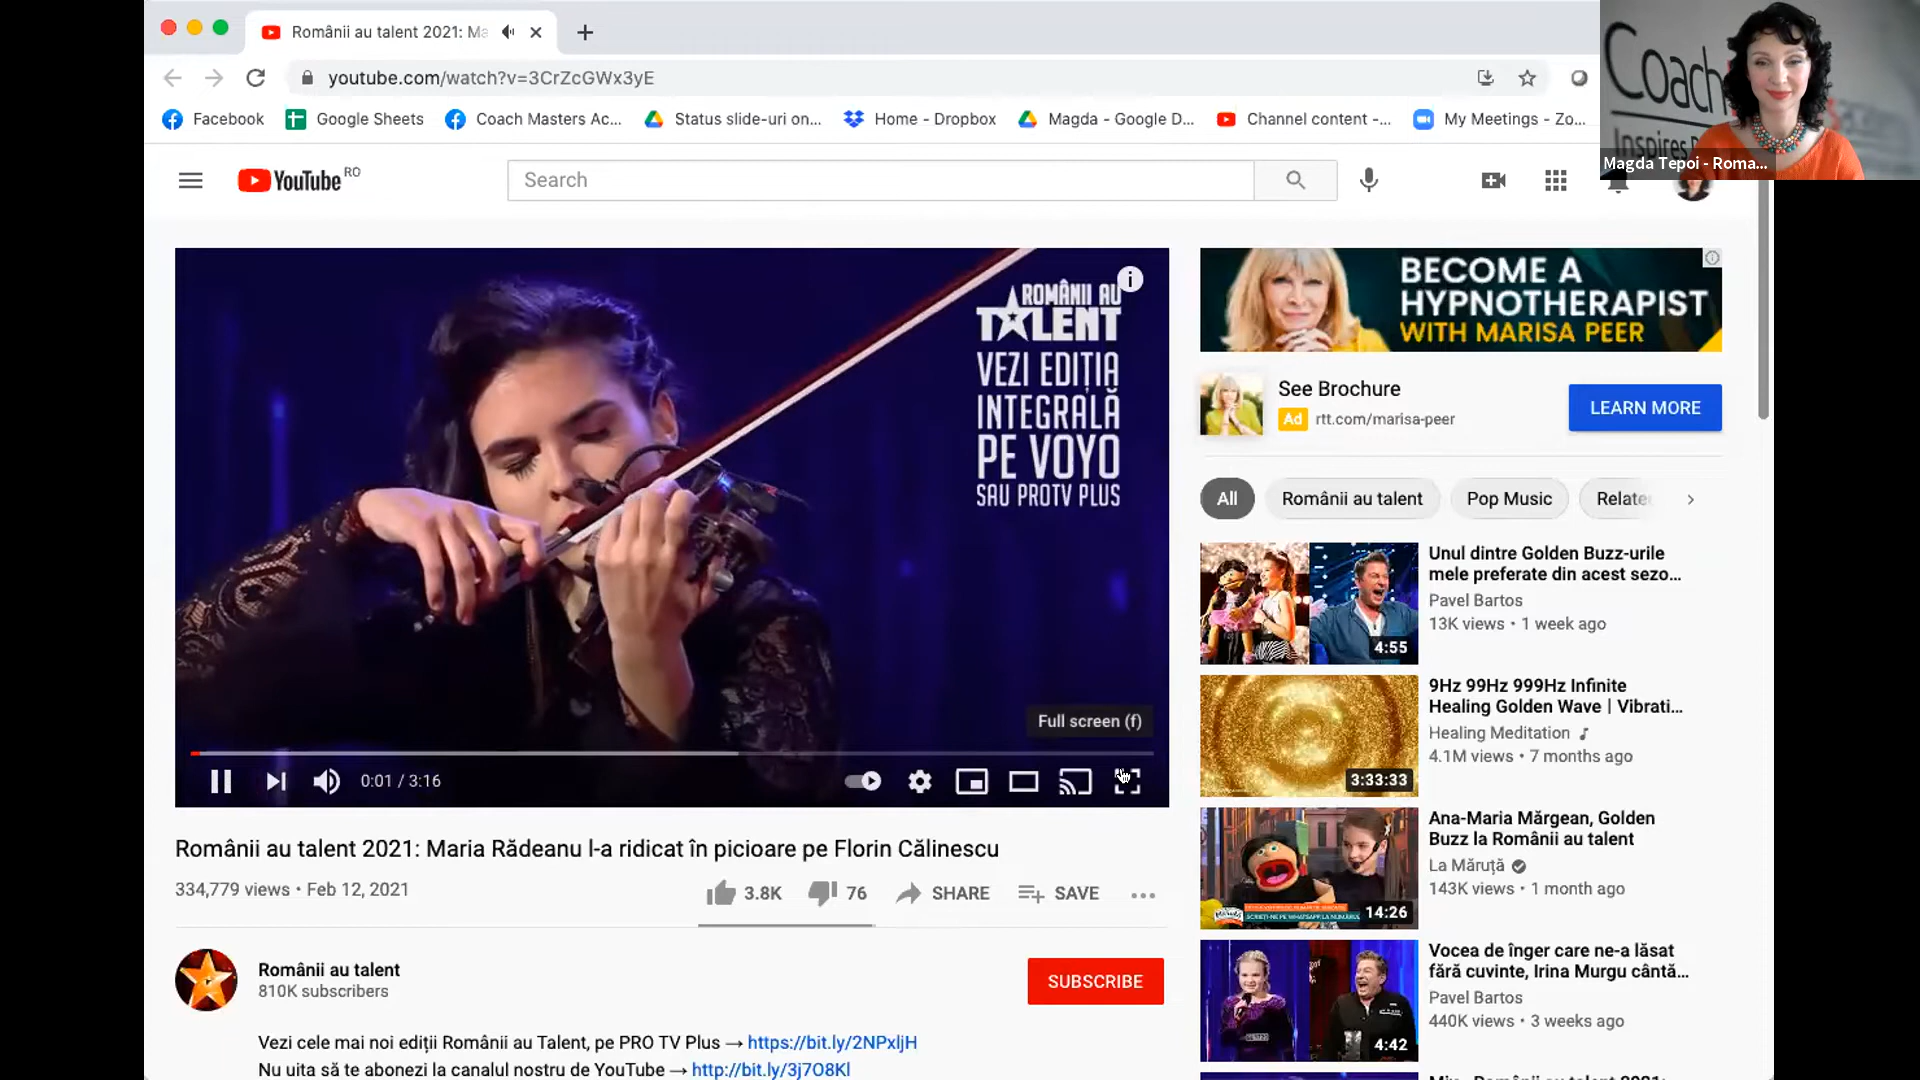 Românii au talent 2021: Ma
youtube.com/watch?v=3CrZcGWx3yE
Facebook
Google Sheets
Coach Masters Ac...
Status slide-uri on...
Home - Dropbox
Magda - Google D...
Channel content -...
My Meetings - Zo...
Coach
Inspires
Magda Tepoi - Roma...
YouTube RO
Search
ROMÂNII AU
TALENT
VEZI EDIȚIA
INTEGRALĂ
PE VOYO
SAU PROTV PLUS
Full screen (f)
0:01 / 3:16
Românii au talent 2021: Maria Rădeanu l-a ridicat în picioare pe Florin Călinescu
334,779 views • Feb 12, 2021
3.8K
76
SHARE
SAVE
Românii au talent
810K subscribers
SUBSCRIBE
Vezi cele mai noi ediții Românii au Talent, pe PRO TV Plus → https://bit.ly/2NPxljH
Nu uita să te abonezi la canalul nostru de YouTube → http://bit.ly/3j7O8Kl
BECOME A
HYPNOTHERAPIST
WITH MARISA PEER
See Brochure
Ad rtt.com/marisa-peer
LEARN MORE
All
Românii au talent
Pop Music
Relate
Unul dintre Golden Buzz-urile
mele preferate din acest sezo...
Pavel Bartos
13K views • 1 week ago
4:55
9Hz 99Hz 999Hz Infinite
Healing Golden Wave | Vibrati...
Healing Meditation
4.1M views • 7 months ago
3:33:33
Ana-Maria Mărgean, Golden
Buzz la Românii au talent
La Măruță
143K views • 1 month ago
14:26
Vocea de înger care ne-a lăsat
fără cuvinte, Irina Murgu cântă...
Pavel Bartos
440K views • 3 weeks ago
4:42